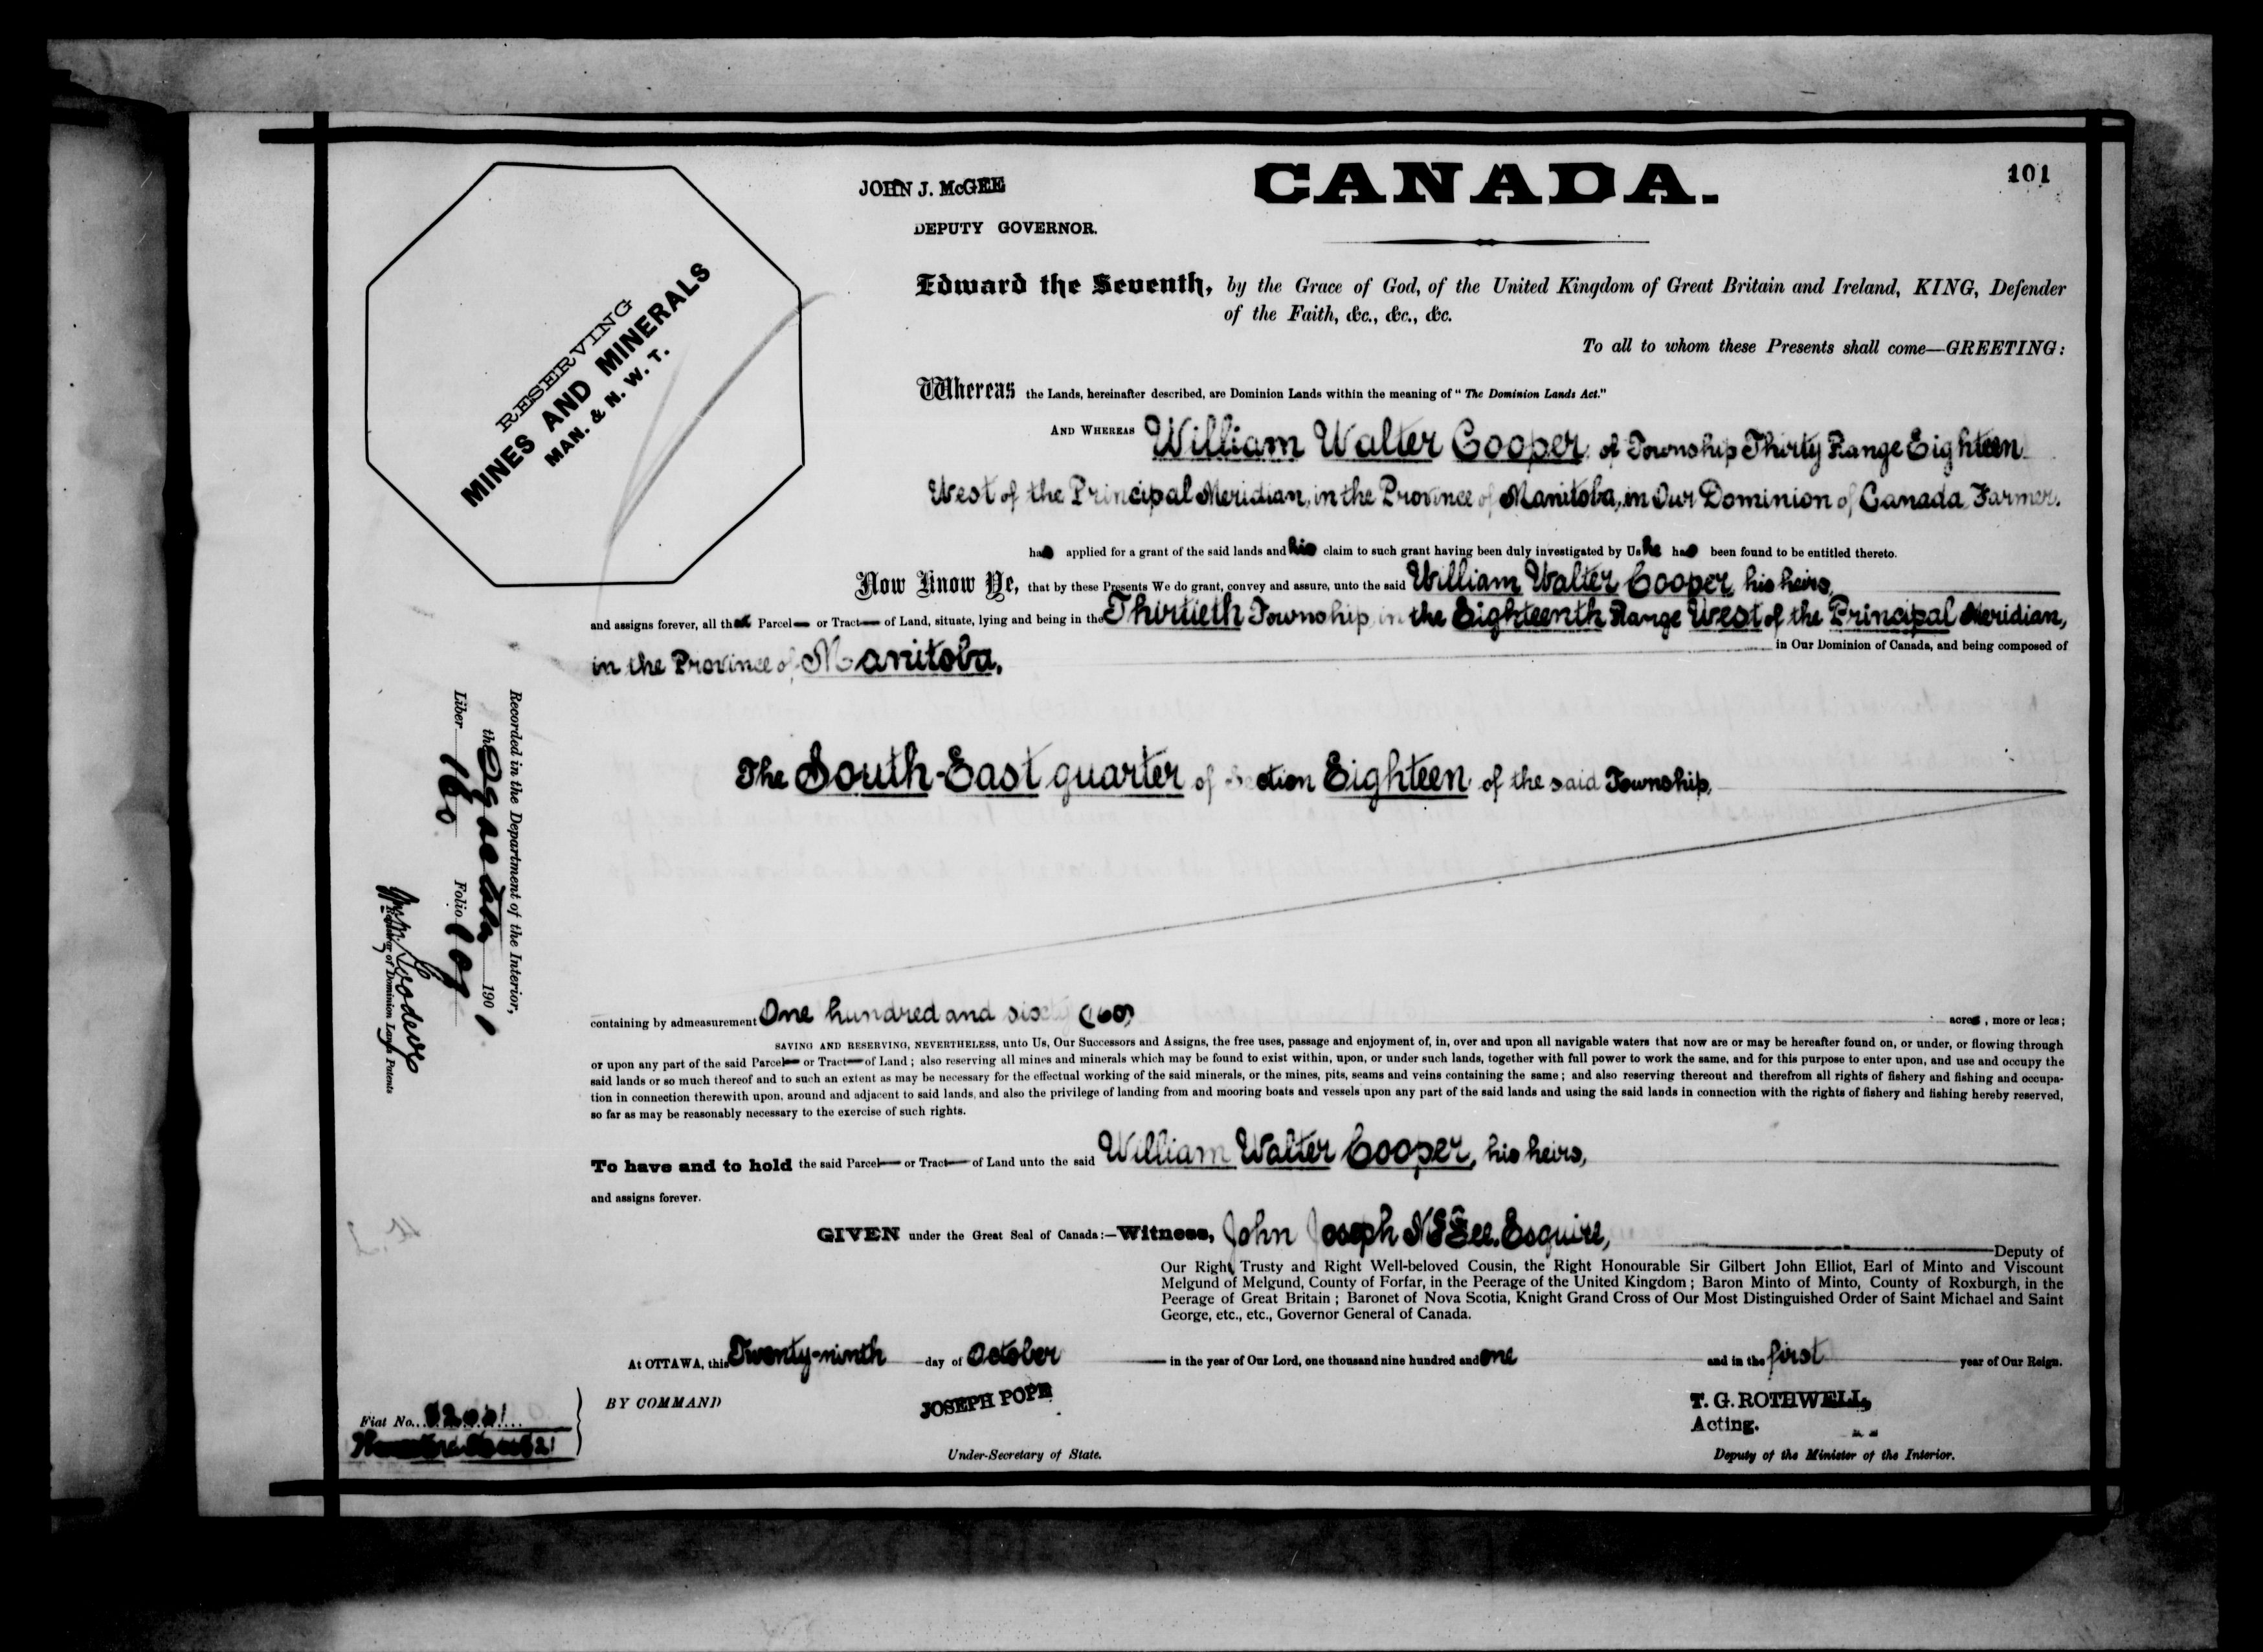 CANADA.
101
JOHN J. McGEE
DEPUTY GOVERNOR.
RESERVING
MINES AND MINERALS
MAN. & N. W. T.
Edward the Seventh, by the Grace of God, of the United Kingdom of Great Britain and Ireland, KING, Defender
of the Faith, &c., &c., &c.
To all to whom these Presents shall come—GREETING:
Whereas the Lands, hereinafter described, are Dominion Lands within the meaning of "The Dominion Lands Act."
AND WHEREAS William Walter Cooper of Township Thirty Range Eighteen
West of the Principal Meridian, in the Province of Manitoba, in Our Dominion of Canada Farmer.
has applied for a grant of the said lands and his claim to such grant having been duly investigated by Us he has been found to be entitled thereto.
Now Know Ye, that by these Presents We do grant, convey and assure, unto the said William Walter Cooper, his heirs,
and assigns forever, all that Parcel or Tract of Land, situate, lying and being in the Thirtieth Township in the Eighteenth Range West of the Principal Meridian,
in the Province of Manitoba, in Our Dominion of Canada, and being composed of
The South-East quarter of Section Eighteen of the said Township,
Recorded in the Department of the Interior,
the 29 October 1901
Liber 160 Folio 109
Registrar of Dominion Lands Patents
containing by admeasurement One hundred and sixty (160) acres, more or less;
SAVING AND RESERVING, NEVERTHELESS, unto Us, Our Successors and Assigns, the free uses, passage and enjoyment of, in, over and upon all navigable waters that now are or may be hereafter found on, or under, or flowing through
or upon any part of the said Parcel or Tract of Land; also reserving all mines and minerals which may be found to exist within, upon, or under such lands, together with full power to work the same, and for this purpose to enter upon, and use and occupy the
said lands or so much thereof and to such an extent as may be necessary for the effectual working of the said minerals, or the mines, pits, seams and veins containing the same; and also reserving thereout and therefrom all rights of fishery and fishing and occupa-
tion in connection therewith upon, around and adjacent to said lands, and also the privilege of landing from and mooring boats and vessels upon any part of the said lands and using the said lands in connection with the rights of fishery and fishing hereby reserved,
so far as may be reasonably necessary to the exercise of such rights.
To have and to hold the said Parcel or Tract of Land unto the said William Walter Cooper, his heirs,
and assigns forever.
GIVEN under the Great Seal of Canada:—Witness, John Joseph McGee, Esquire,
Deputy of
Our Right Trusty and Right Well-beloved Cousin, the Right Honourable Sir Gilbert John Elliot, Earl of Minto and Viscount
Melgund of Melgund, County of Forfar, in the Peerage of the United Kingdom; Baron Minto of Minto, County of Roxburgh, in the
Peerage of Great Britain; Baronet of Nova Scotia, Knight Grand Cross of Our Most Distinguished Order of Saint Michael and Saint
George, etc., etc., Governor General of Canada.
At OTTAWA, this Twenty-ninth day of October in the year of Our Lord, one thousand nine hundred and one and in the first year of Our Reign.
BY COMMAND
JOSEPH POPE
Under-Secretary of State.
T. G. ROTHWELL,
Acting.
Deputy of the Minister of the Interior.
Fiat No.